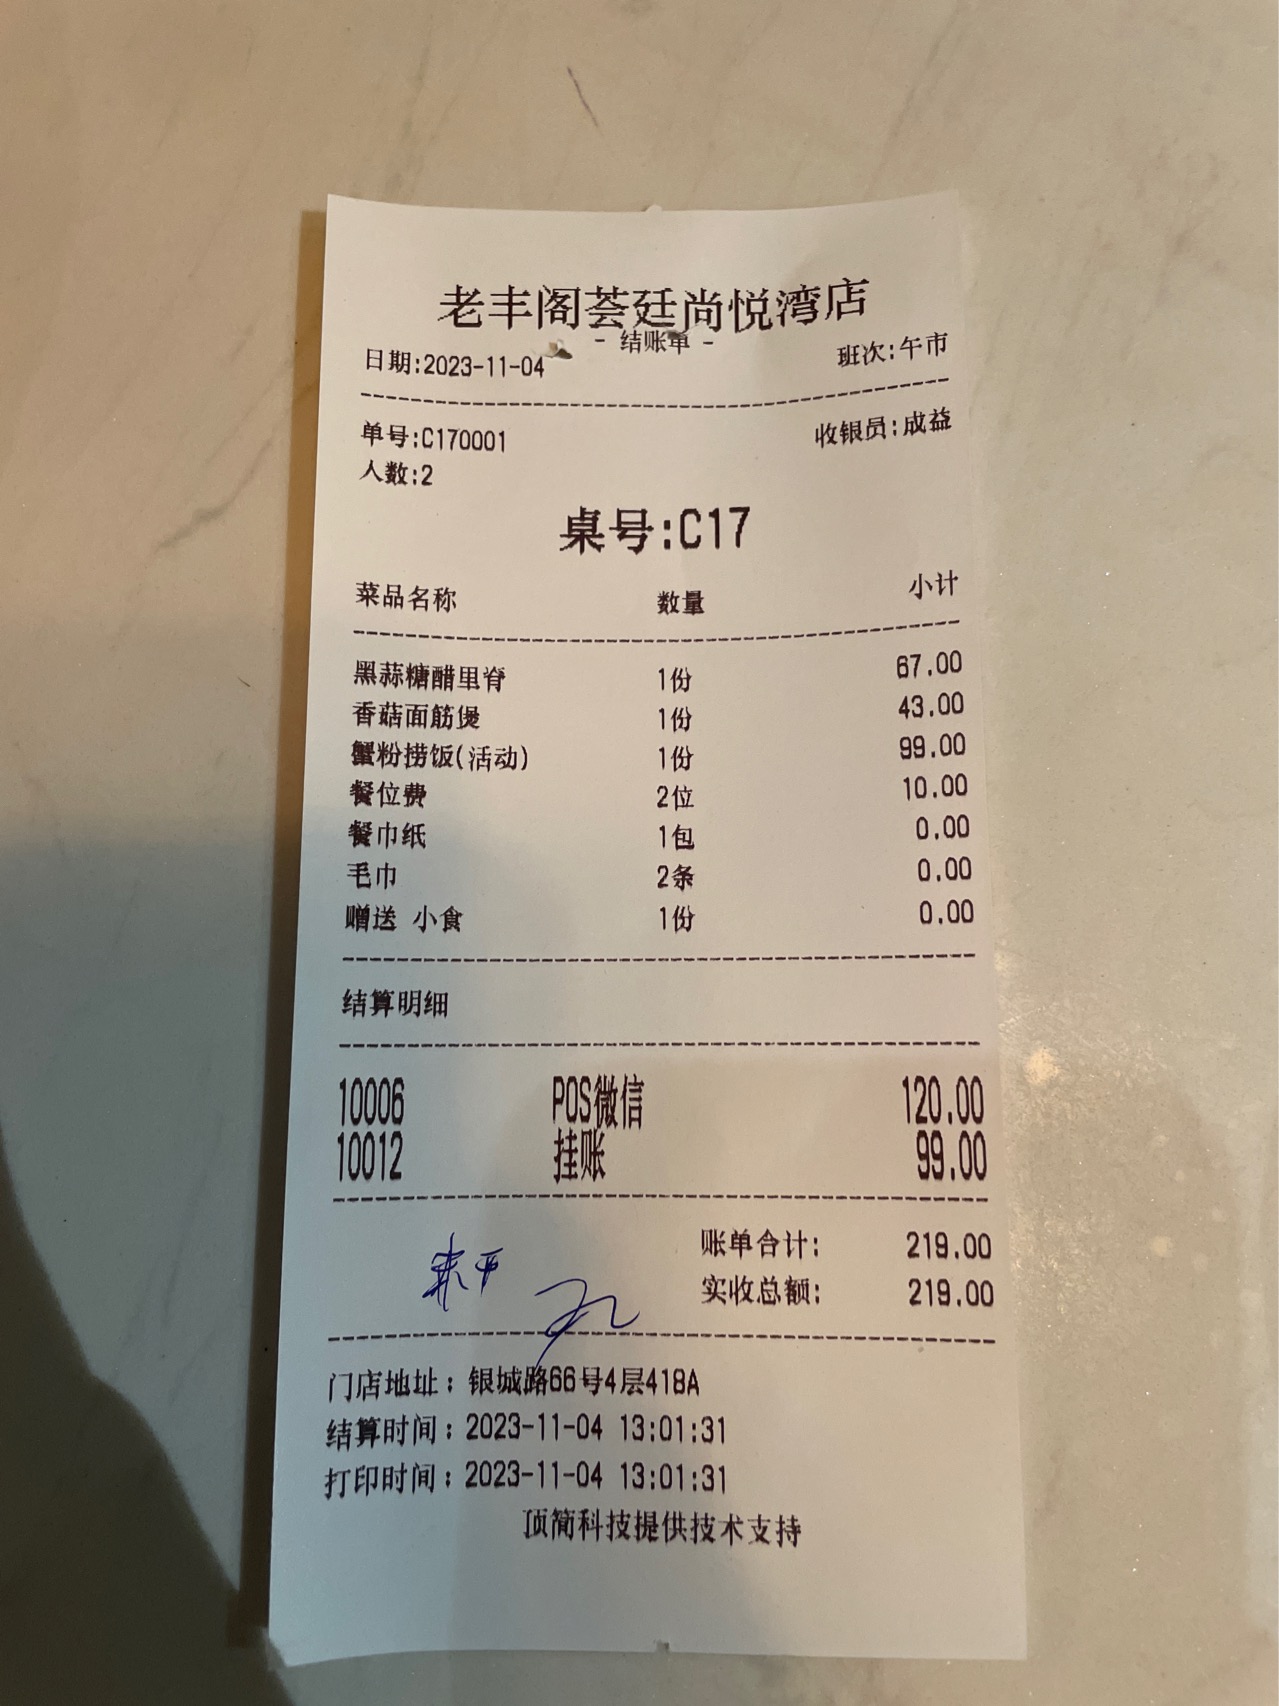 老丰阁荟廷尚悦湾店
- 结账单 -
日期:2023-11-04 班次:午市
单号:C170001 收银员:成益
人数:2
桌号:C17
菜品名称 数量 小计
黑蒜糖醋里脊 1份 67.00
香菇面筋煲 1份 43.00
蟹粉捞饭(活动) 1份 99.00
餐位费 2位 10.00
餐巾纸 1包 0.00
毛巾 2条 0.00
赠送 小食 1份 0.00
结算明细
10006 POS微信 120.00
10012 挂账 99.00
账单合计: 219.00
实收总额: 219.00
门店地址：银城路66号4层418A
结算时间：2023-11-04 13:01:31
打印时间：2023-11-04 13:01:31
顶简科技提供技术支持